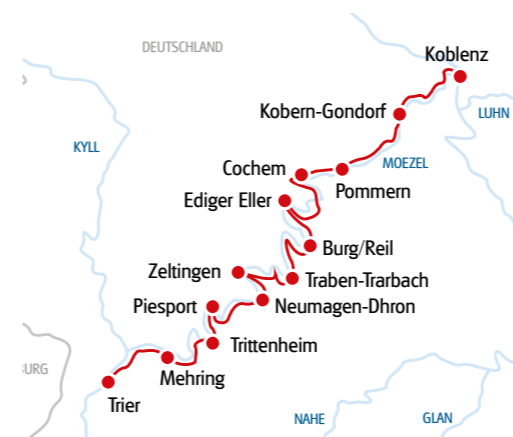 DEUTSCHLAND
Koblenz
Kobern-Gondorf
LUHN
KYLL
MOEZEL
Cochem
Pommern
Ediger Eller
Burg/Reil
Zeltingen
Traben-Trarbach
Piesport
Neumagen-Dhron
Trittenheim
URG
Mehring
Trier
NAHE
GLAN